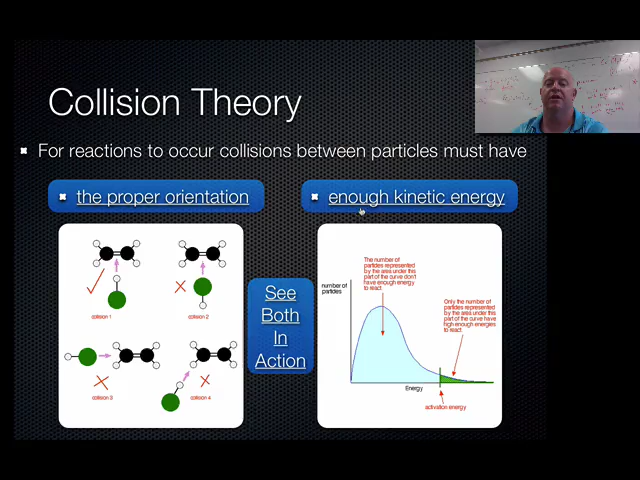 Collision Theory
For reactions to occur collisions between particles must have
the proper orientation
enough kinetic energy
collision 1
collision 2
collision 3
collision 4
See
Both
In
Action
The number of
particles represented
by the area under this
part of the curve don't
have enough energy
to react
number of
particles
Only the number of
particles represented
by the area under this
part of the curve have
high enough energies
to react
Energy
activation energy